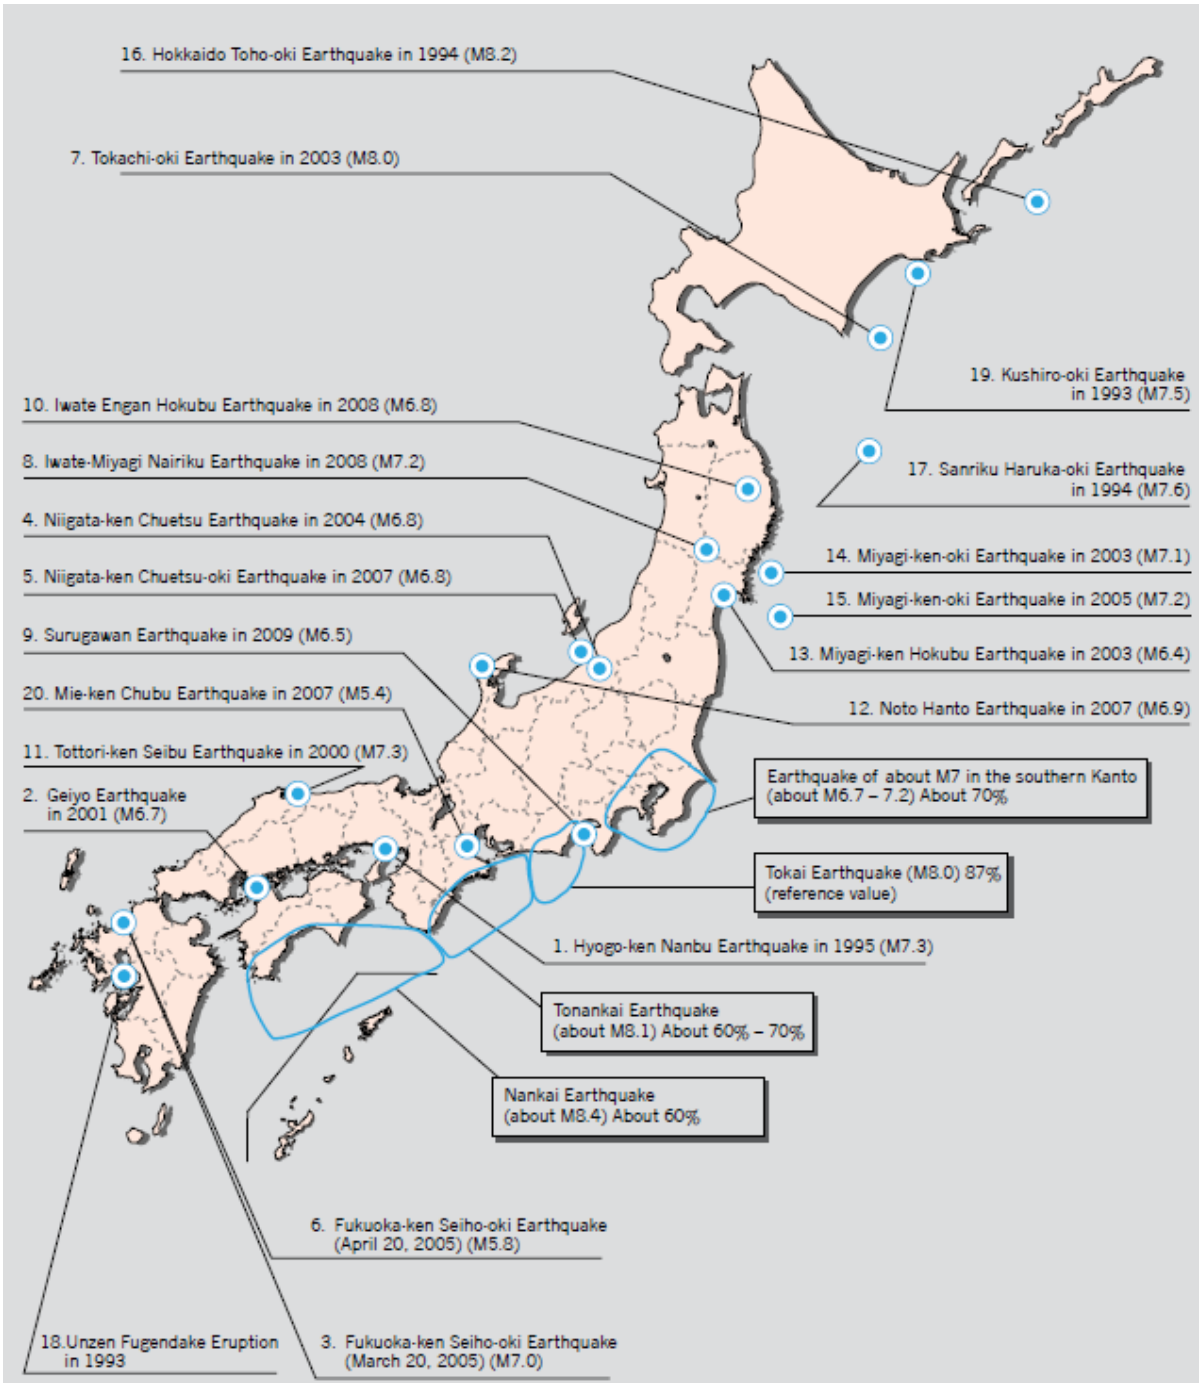 16. Hokkaido Toho-oki Earthquake in 1994 (M8.2)
7. Tokachi-oki Earthquake in 2003 (M8.0)
19. Kushiro-oki Earthquake
in 1993 (M7.5)
10. Iwate Engan Hokubu Earthquake in 2008 (M6.8)
8. Iwate-Miyagi Nairiku Earthquake in 2008 (M7.2)
17. Sanriku Haruka-oki Earthquake
in 1994 (M7.6)
4. Niigata-ken Chuetsu Earthquake in 2004 (M6.8)
14. Miyagi-ken-oki Earthquake in 2003 (M7.1)
5. Niigata-ken Chuetsu-oki Earthquake in 2007 (M6.8)
15. Miyagi-ken-oki Earthquake in 2005 (M7.2)
9. Surugawan Earthquake in 2009 (M6.5)
13. Miyagi-ken Hokubu Earthquake in 2003 (M6.4)
20. Mie-ken Chubu Earthquake in 2007 (M5.4)
12. Noto Hanto Earthquake in 2007 (M6.9)
11. Tottori-ken Seibu Earthquake in 2000 (M7.3)
Earthquake of about M7 in the southern Kanto
(about M6.7 – 7.2) About 70%
2. Geiyo Earthquake
in 2001 (M6.7)
Tokai Earthquake (M8.0) 87%
(reference value)
1. Hyogo-ken Nanbu Earthquake in 1995 (M7.3)
Tonankai Earthquake
(about M8.1) About 60% – 70%
Nankai Earthquake
(about M8.4) About 60%
6. Fukuoka-ken Seiho-oki Earthquake
(April 20, 2005) (M5.8)
18.Unzen Fugendake Eruption
in 1993
3. Fukuoka-ken Seiho-oki Earthquake
(March 20, 2005) (M7.0)